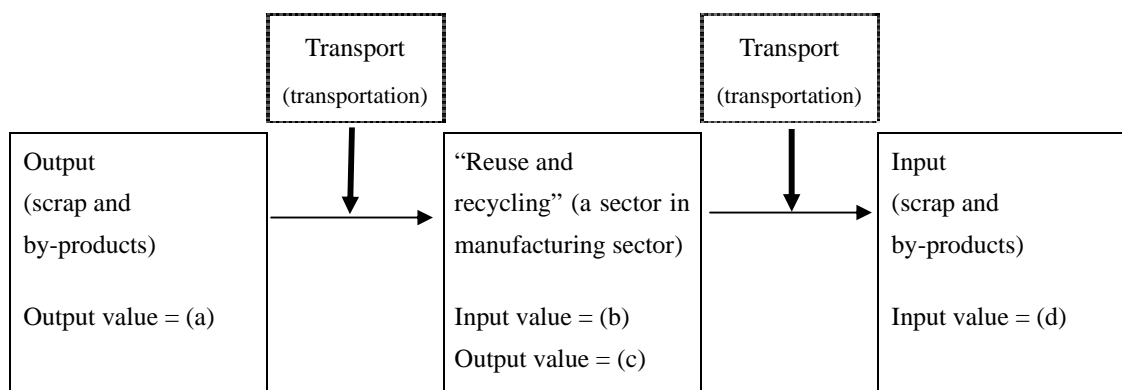 Transport
(transportation)
Transport
(transportation)
Output
(scrap and
by-products)
Output value = (a)
“Reuse and
recycling” (a sector in
manufacturing sector)
Input value = (b)
Output value = (c)
Input
(scrap and
by-products)
Input value = (d)